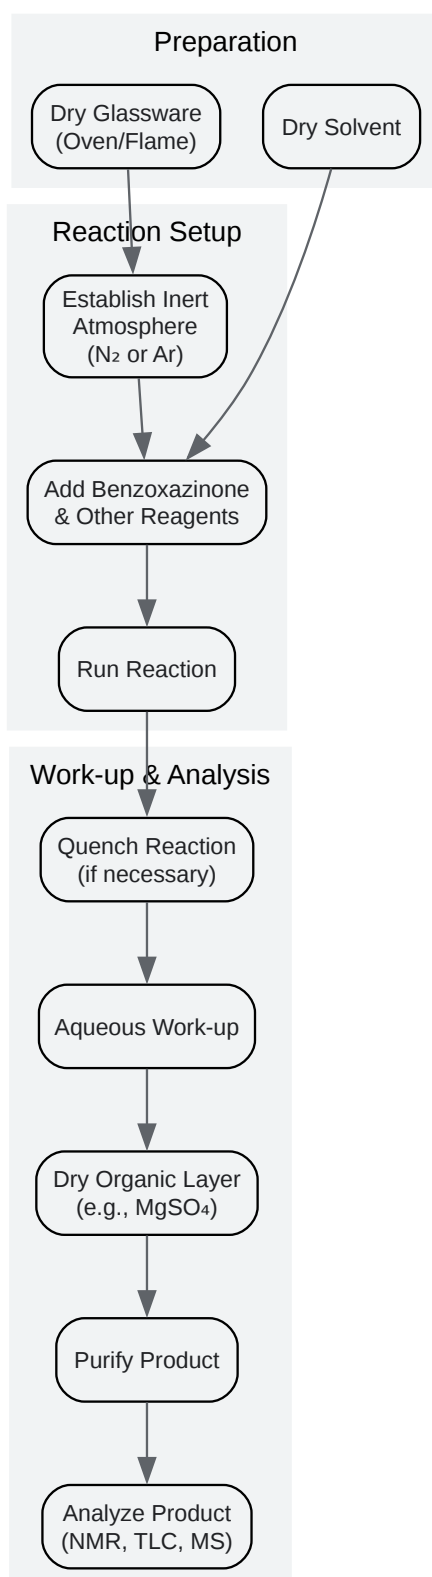 Preparation
Dry Glassware
(Oven/Flame)
Dry Solvent
Reaction Setup
Establish Inert
Atmosphere
(N₂ or Ar)
Add Benzoxazinone
& Other Reagents
Run Reaction
Work-up & Analysis
Quench Reaction
(if necessary)
Aqueous Work-up
Dry Organic Layer
(e.g., MgSO₄)
Purify Product
Analyze Product
(NMR, TLC, MS)